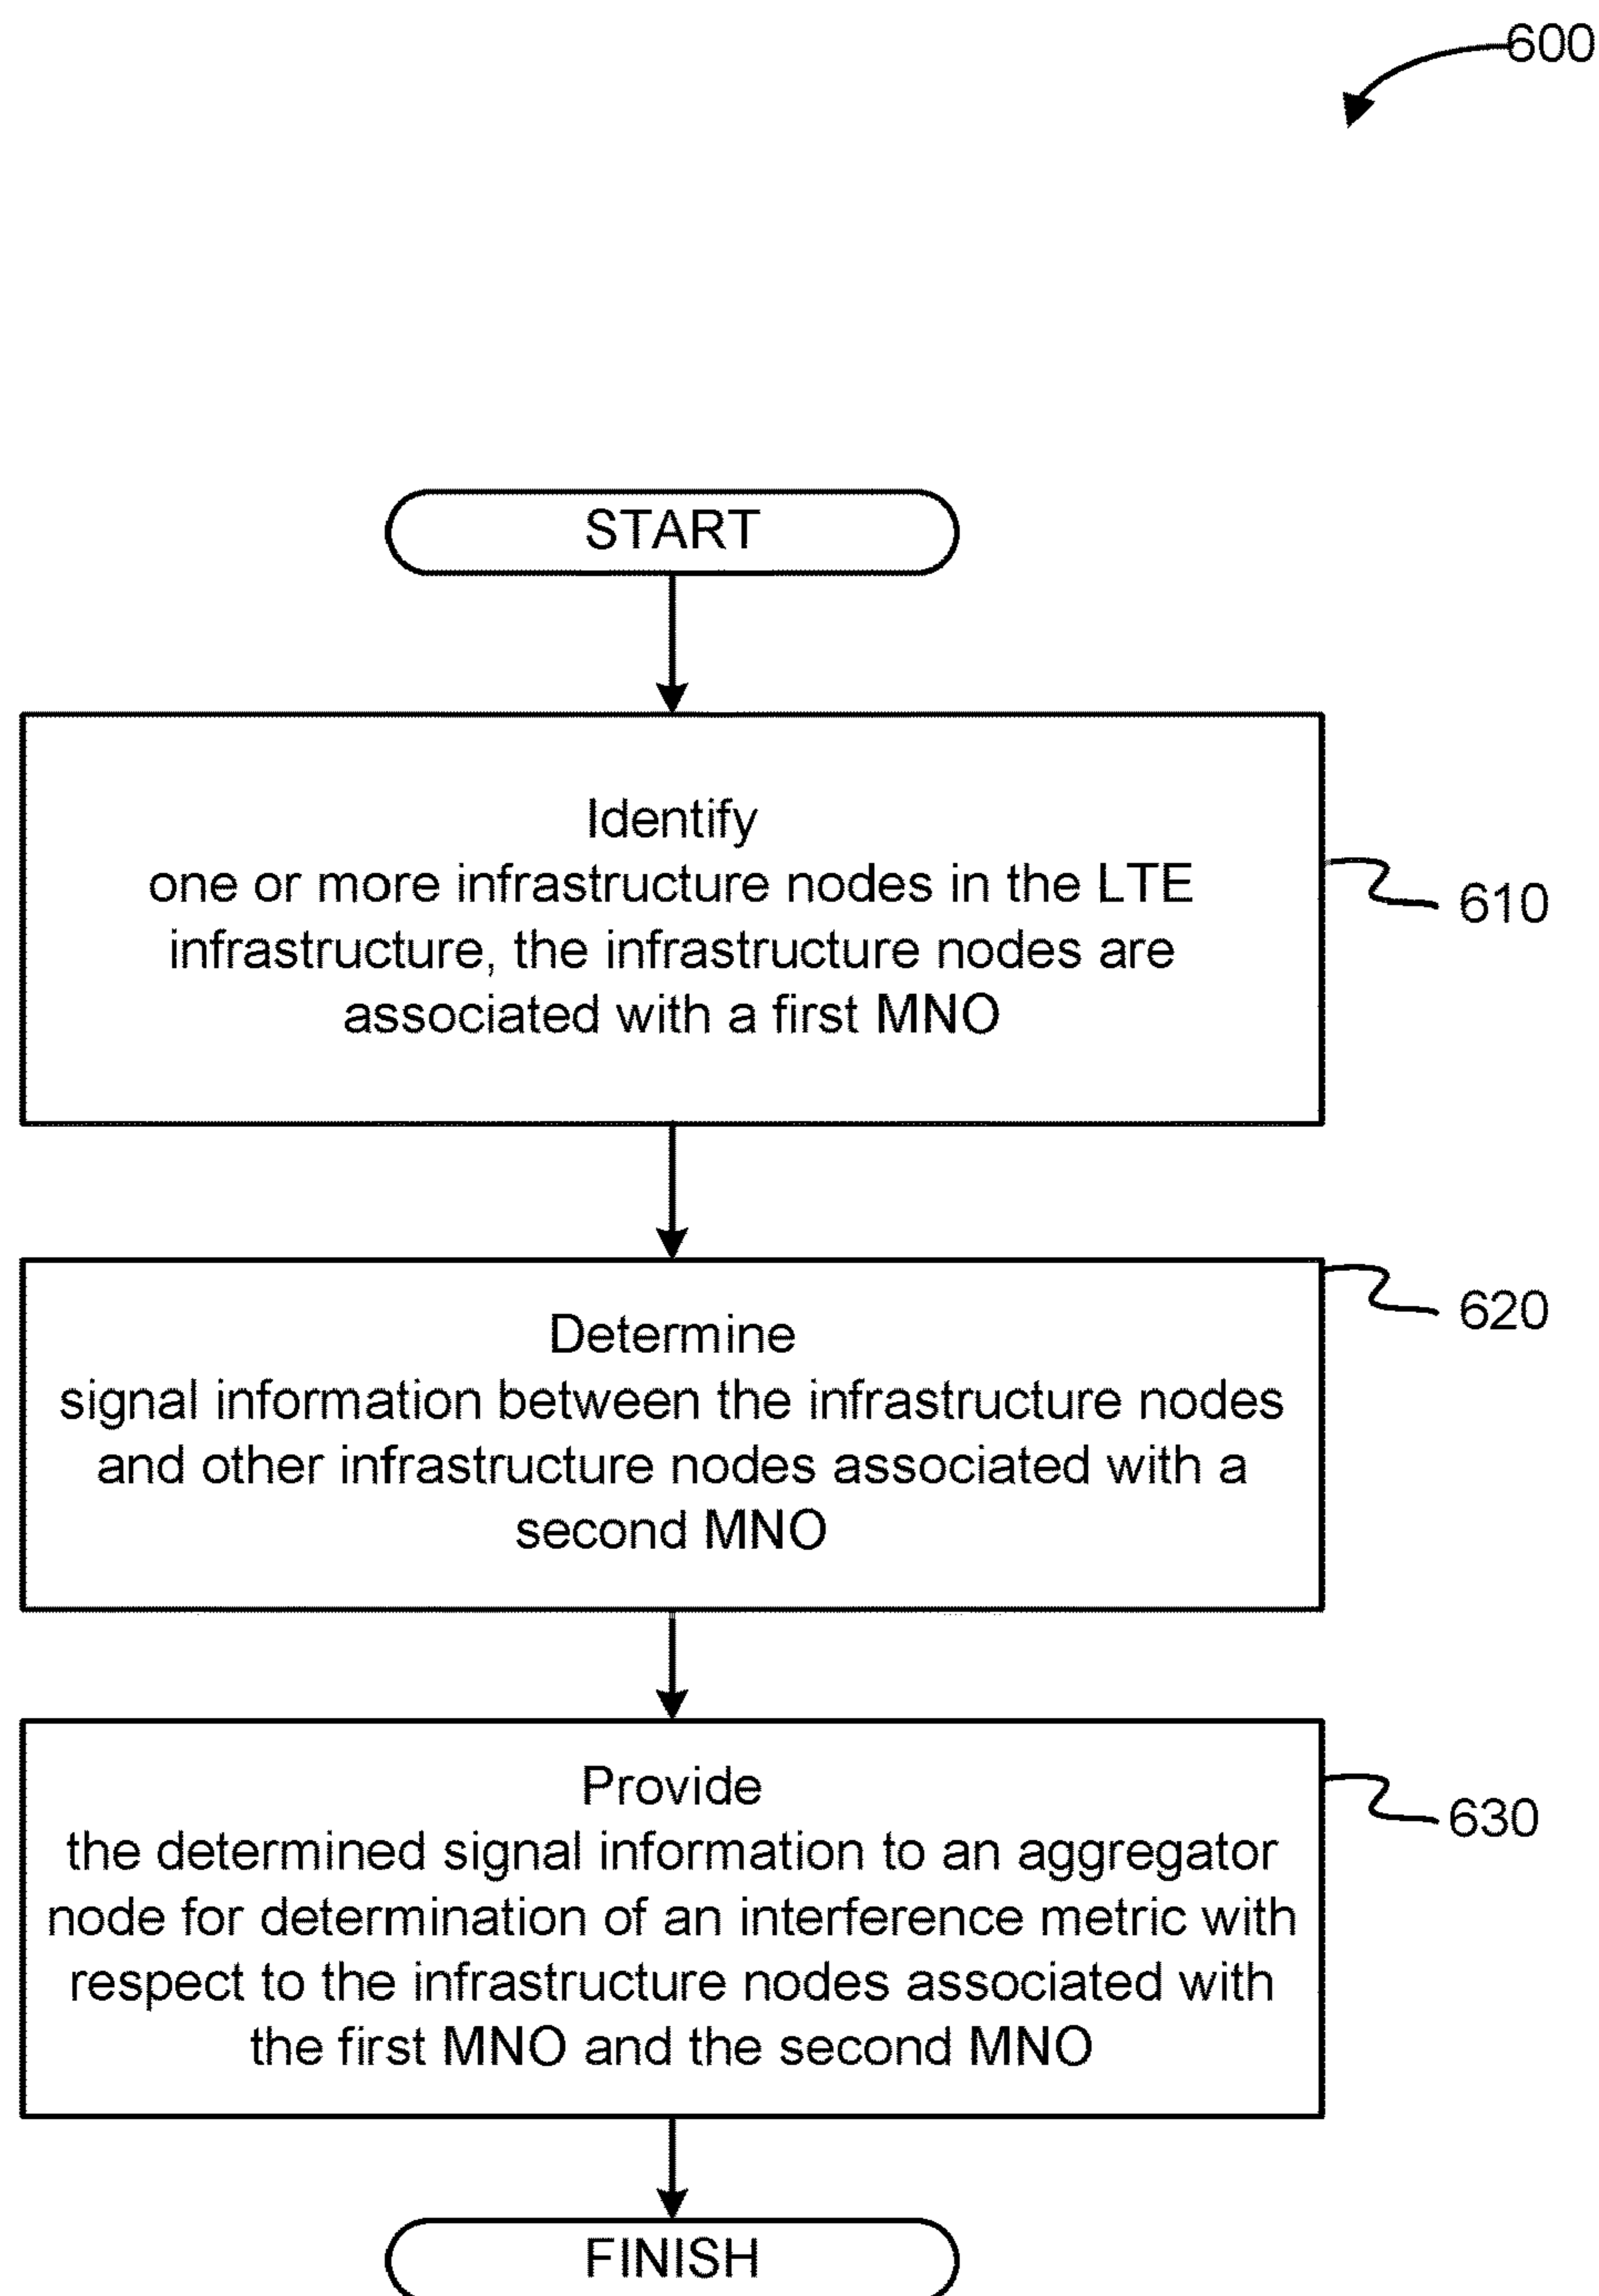 600
START
Identify
one or more infrastructure nodes in the LTE
infrastructure, the infrastructure nodes are
associated with a first MNO
610
Determine
signal information between the infrastructure nodes
and other infrastructure nodes associated with a
second MNO
620
Provide
the determined signal information to an aggregator
node for determination of an interference metric with
respect to the infrastructure nodes associated with
the first MNO and the second MNO
630
FINISH